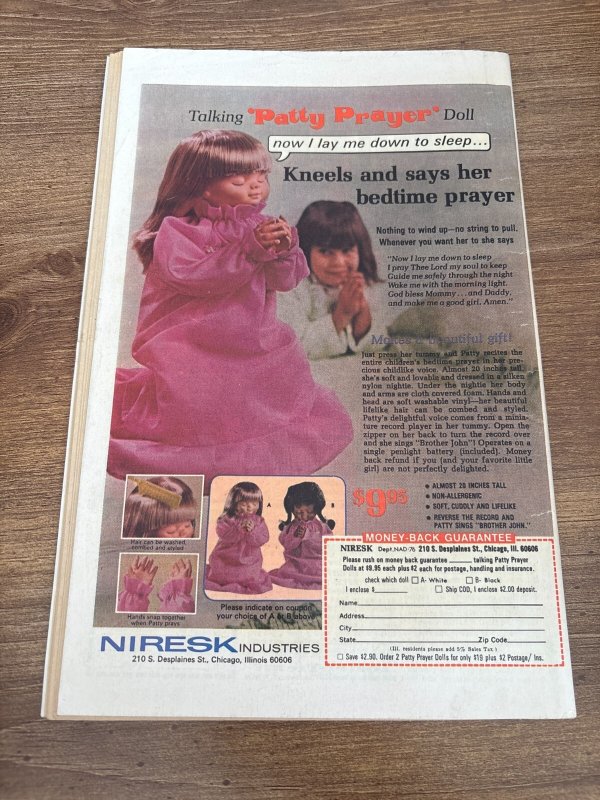 Talking "Patty Prayer" Doll
now I lay me down to sleep...
Kneels and says her
bedtime prayer
Nothing to wind up—no string to pull.
Whenever you want her to she says
"Now I lay me down to sleep
I pray Thee Lord my soul to keep
Guide me safely through the night
Wake me with the morning light.
God bless Mommy... and Daddy,
and make me a good girl, Amen."
Makes a beautiful gift!
Just press her tummy and Patty recites the
entire children's bedtime prayer in her pre-
cious childlike voice. Almost 20 inches tall,
she's soft and lovable and dressed in a silken
nylon nightie. Under the nightie her body
and arms are cloth covered foam. Hands and
head are soft washable vinyl—her beautiful
lifelike hair can be combed and styled.
Patty's delightful voice comes from a minia-
ture record player in her tummy. Open the
zipper on her back to turn the record over
and she sings "Brother John"! Operates on a
single penlight battery (included). Money
back refund if you (and your favorite little
girl) are not perfectly delighted.
$9.95
• ALMOST 20 INCHES TALL
• NON-ALLERGENIC
• SOFT, CUDDLY AND LIFELIKE
• REVERSE THE RECORD AND
PATTY SINGS "BROTHER JOHN."
Hair can be washed,
combed and styled
Hands snap together
when Patty prays
A
B
Please indicate on coupon
your choice of A or B above
MONEY-BACK GUARANTEE
NIRESK Dept. NAD-76 210 S. Desplaines St., Chicago, Ill. 60606
Please rush on money back guarantee talking Patty Prayer
Dolls at $9.95 each plus $2 each for postage, handling and insurance.
check which doll □ A- White □ B- Black
I enclose $ □ Ship COD, I enclose $2.00 deposit.
Name
Address
City
State Zip Code
(Ill. residents please add 5% Sales Tax)
□ Save $2.90. Order 2 Patty Prayer Dolls for only $19 plus $2 Postage/ Ins.
NIRESK INDUSTRIES
210 S. Desplaines St., Chicago, Illinois 60606